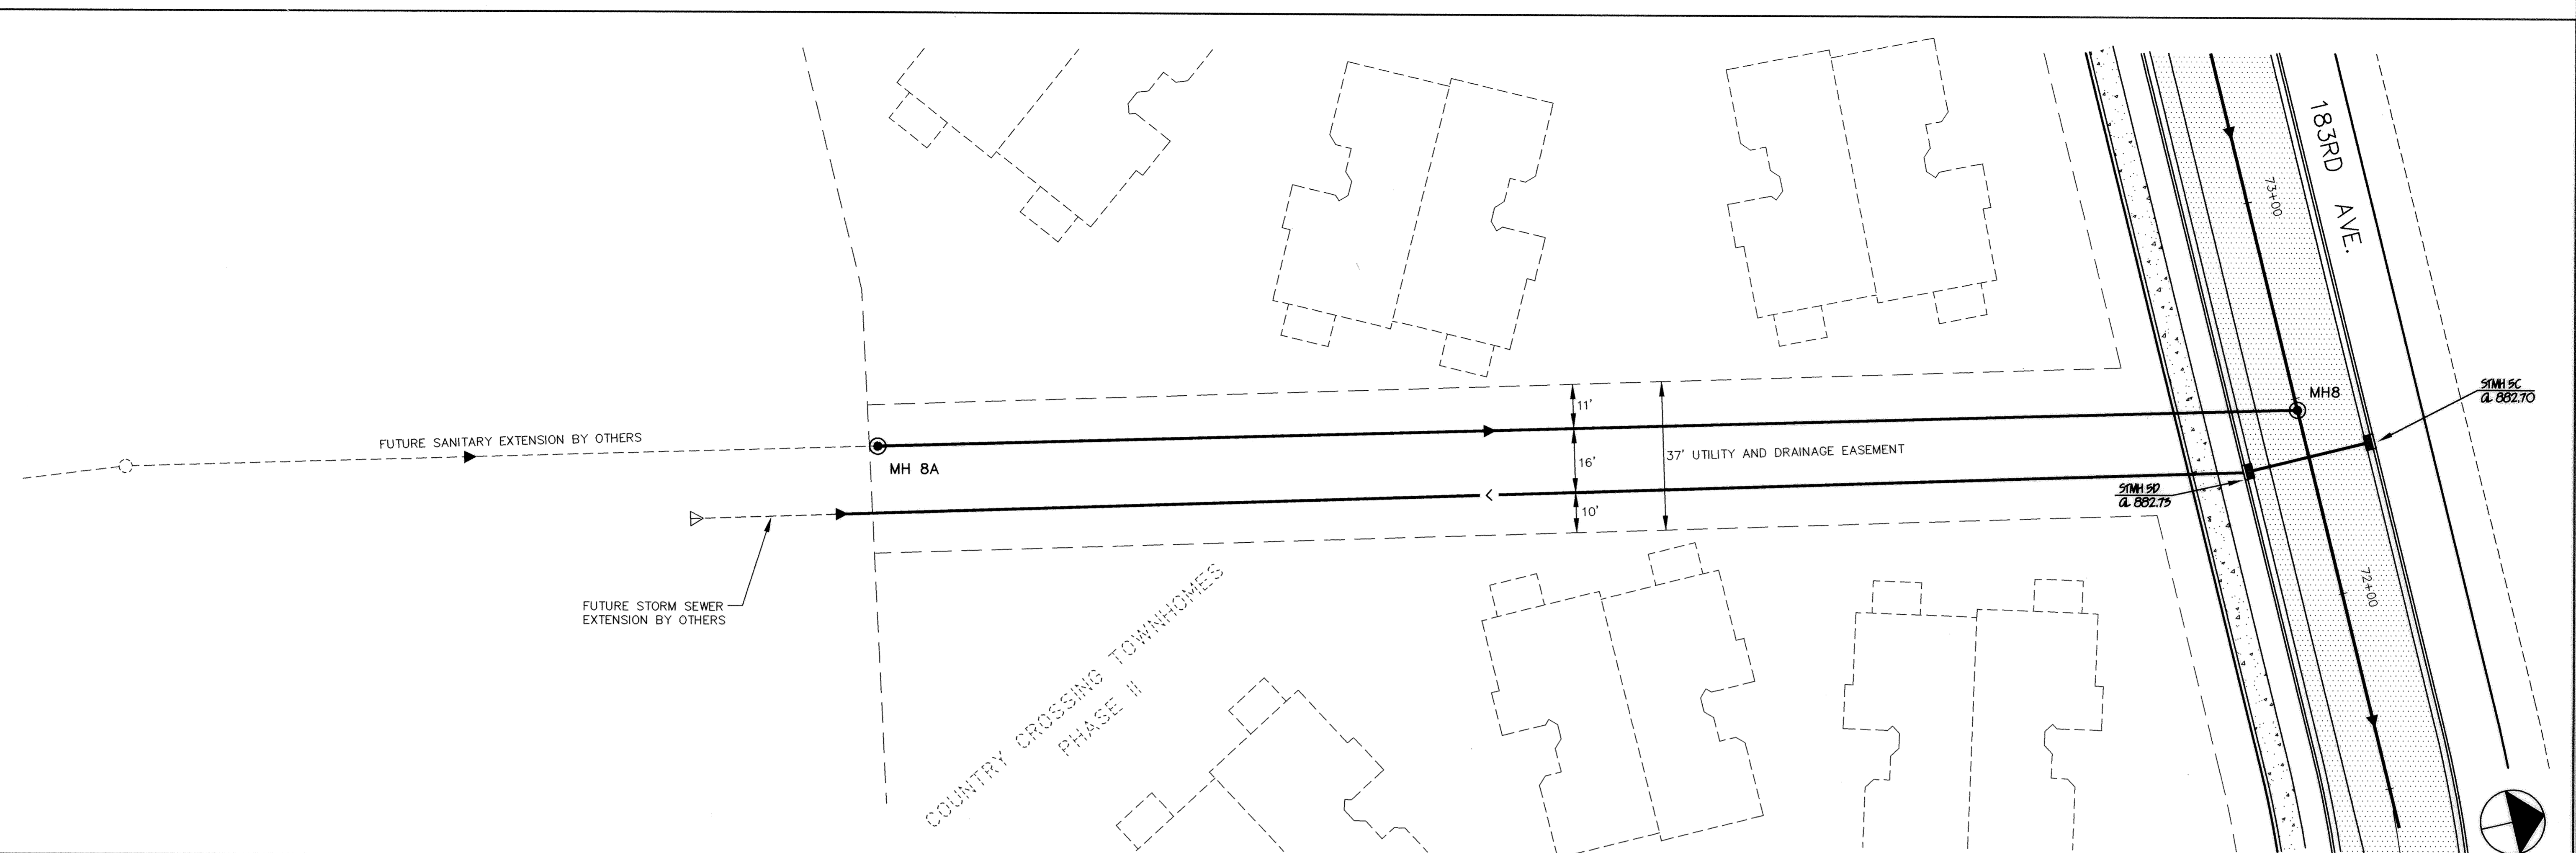 183RD AVE.
73+00
MH8
STMH 5C
CL 882.70
11'
FUTURE SANITARY EXTENSION BY OTHERS
MH 8A
16'
37' UTILITY AND DRAINAGE EASEMENT
STMH 5D
CL 882.75
10'
72+00
FUTURE STORM SEWER
EXTENSION BY OTHERS
COUNTRY CROSSING TOWNHOMES
PHASE II